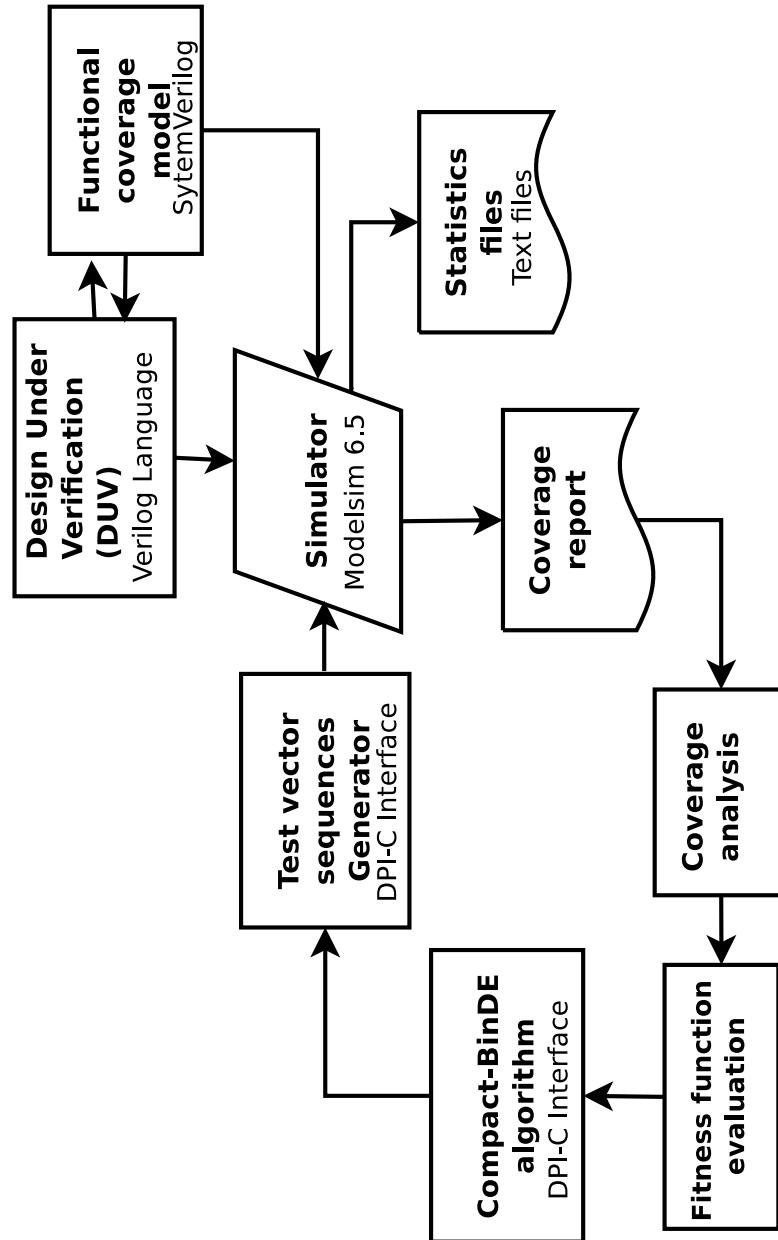 Design Under
Verification
(DUV)
Verilog Language
Functional
coverage
model
SytemVerilog
Test vector
sequences
Generator
DPI-C Interface
Simulator
Modelsim 6.5
Statistics
files
Text files
Compact-BinDE
algorithm
DPI-C Interface
Coverage
report
Fitness function
evaluation
Coverage
analysis